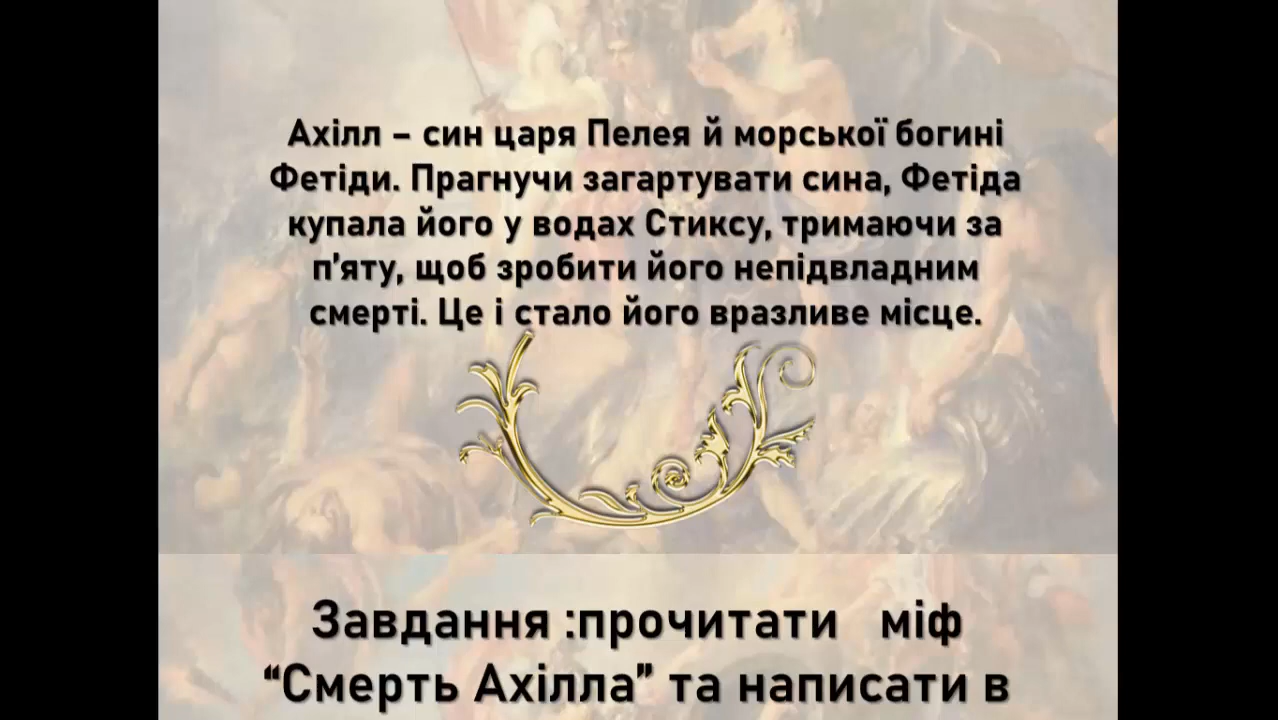 Ахілл – син царя Пелея й морської богині
Фетіди. Прагнучи загартувати сина, Фетіда
купала його у водах Стиксу, тримаючи за
п’яту, щоб зробити його непідвладним
смерті. Це і стало його вразливе місце.
Завдання :прочитати міф
“Смерть Ахілла” та написати в